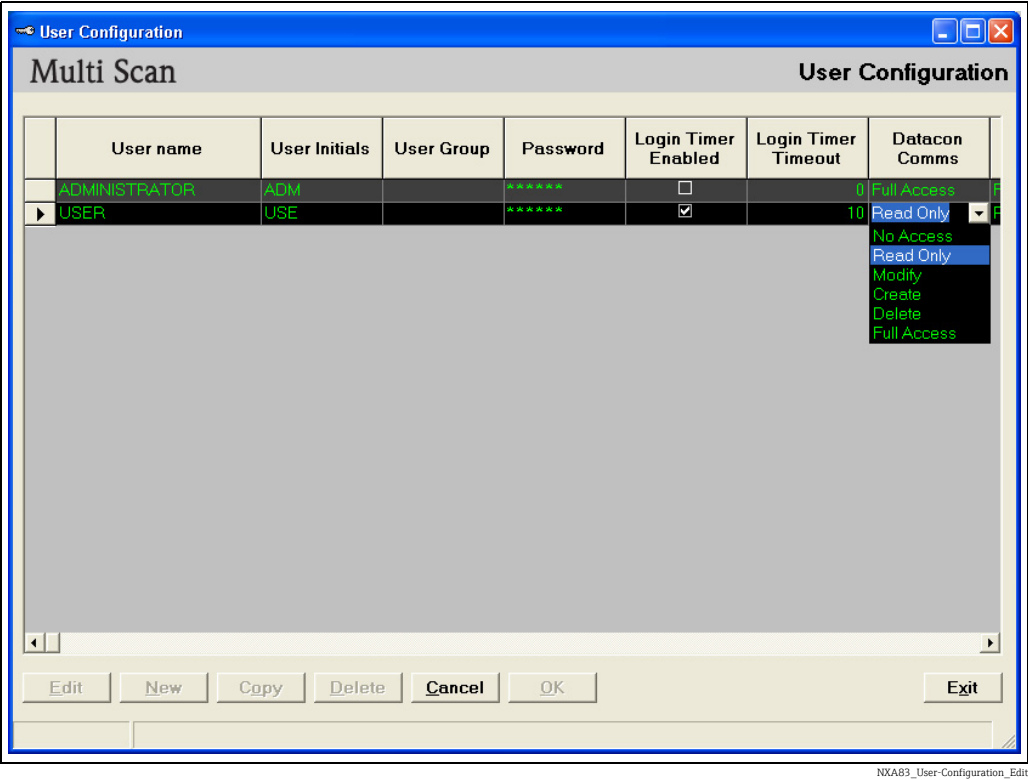 User Configuration
Multi Scan
User Configuration
User name User Initials User Group Password Login Timer Enabled Login Timer Timeout Datacon Comms
ADMINISTRATOR ADM ****** 0 Full Access F
USER USE ****** 10 Read Only F
No Access
Read Only
Modify
Create
Delete
Full Access
Edit New Copy Delete Cancel OK Exit
NXA83_User-Configuration_Edit